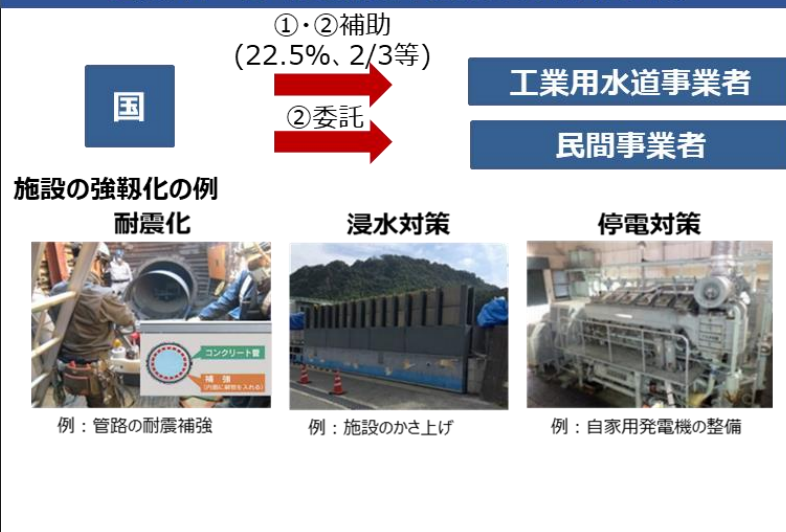 ①・②補助
(22.5%、2/3等)
国
工業用水道事業者
②委託
民間事業者
施設の強靱化の例
耐震化
浸水対策
停電対策
コンクリート管
補強
例：管路の耐震補強
例：施設のかさ上げ
例：自家用発電機の整備